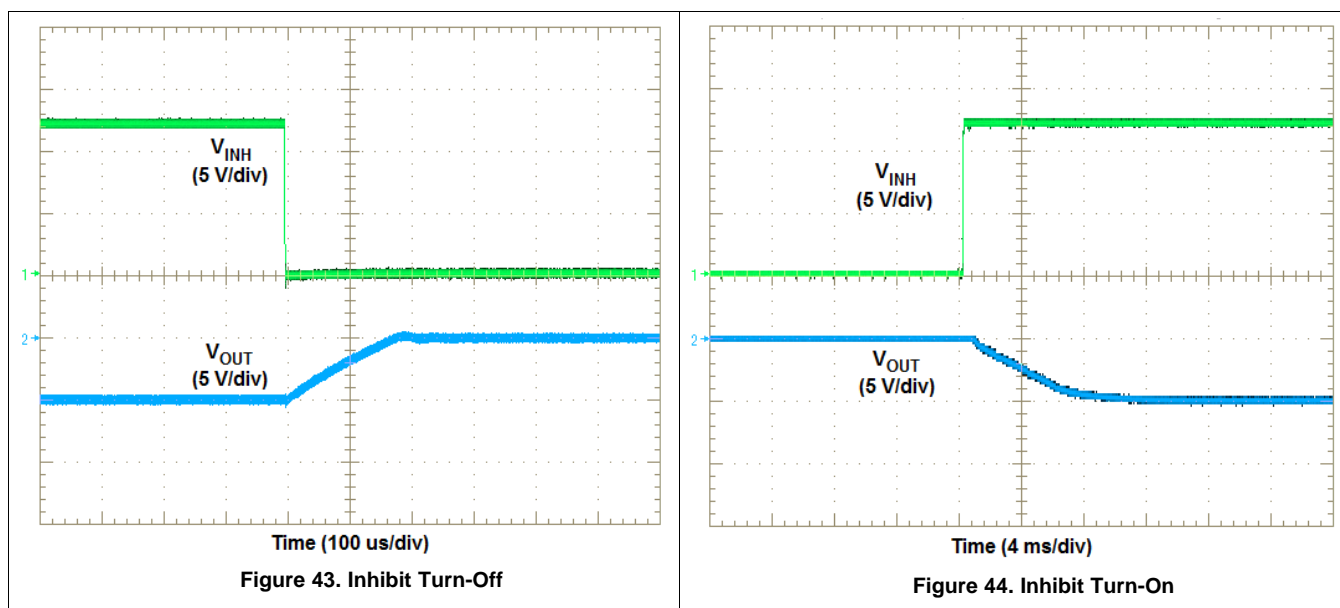 V_INH
(5 V/div)
1
2
V_OUT
(5 V/div)
Time (100 us/div)
Figure 43. Inhibit Turn-Off
V_INH
(5 V/div)
1
2
V_OUT
(5 V/div)
Time (4 ms/div)
Figure 44. Inhibit Turn-On